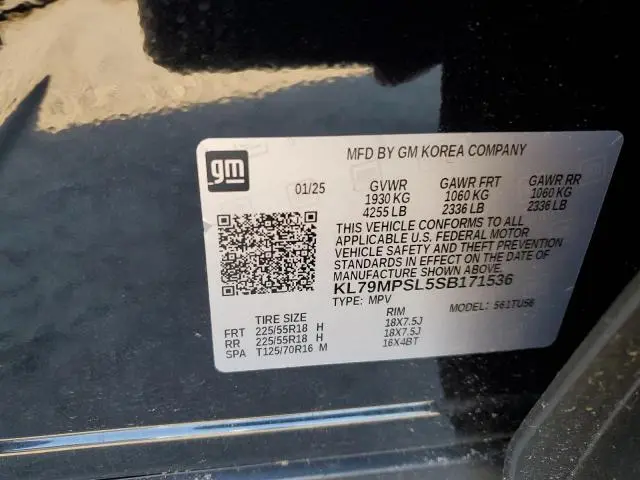 gm
MFD BY GM KOREA COMPANY
01/25 GVWR GAWR FRT GAWR RR
1930 KG 1060 KG 1060 KG
4255 LB 2336 LB 2336 LB
THIS VEHICLE CONFORMS TO ALL
APPLICABLE U.S. FEDERAL MOTOR
VEHICLE SAFETY AND THEFT PREVENTION
STANDARDS IN EFFECT ON THE DATE
OF MANUFACTURE SHOWN ABOVE.
KL79MPSL5SB171536
TYPE: MPV MODEL: 561TU56
TIRE SIZE RIM
FRT 225/55R18 H 18X7.5J
RR 225/55R18 H 18X7.5J
SPA T125/70R16 M 16X4BT